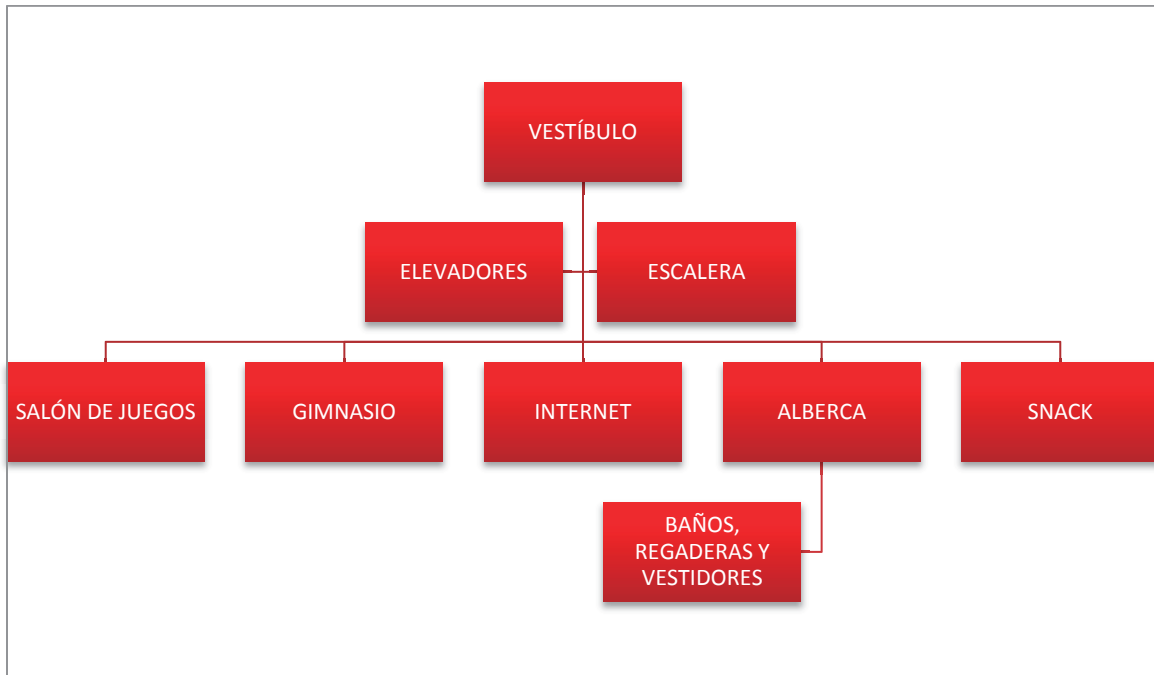 VESTÍBULO
ELEVADORES
ESCALERA
SALÓN DE JUEGOS
GIMNASIO
INTERNET
ALBERCA
SNACK
BAÑOS,
REGADERAS Y
VESTIDORES